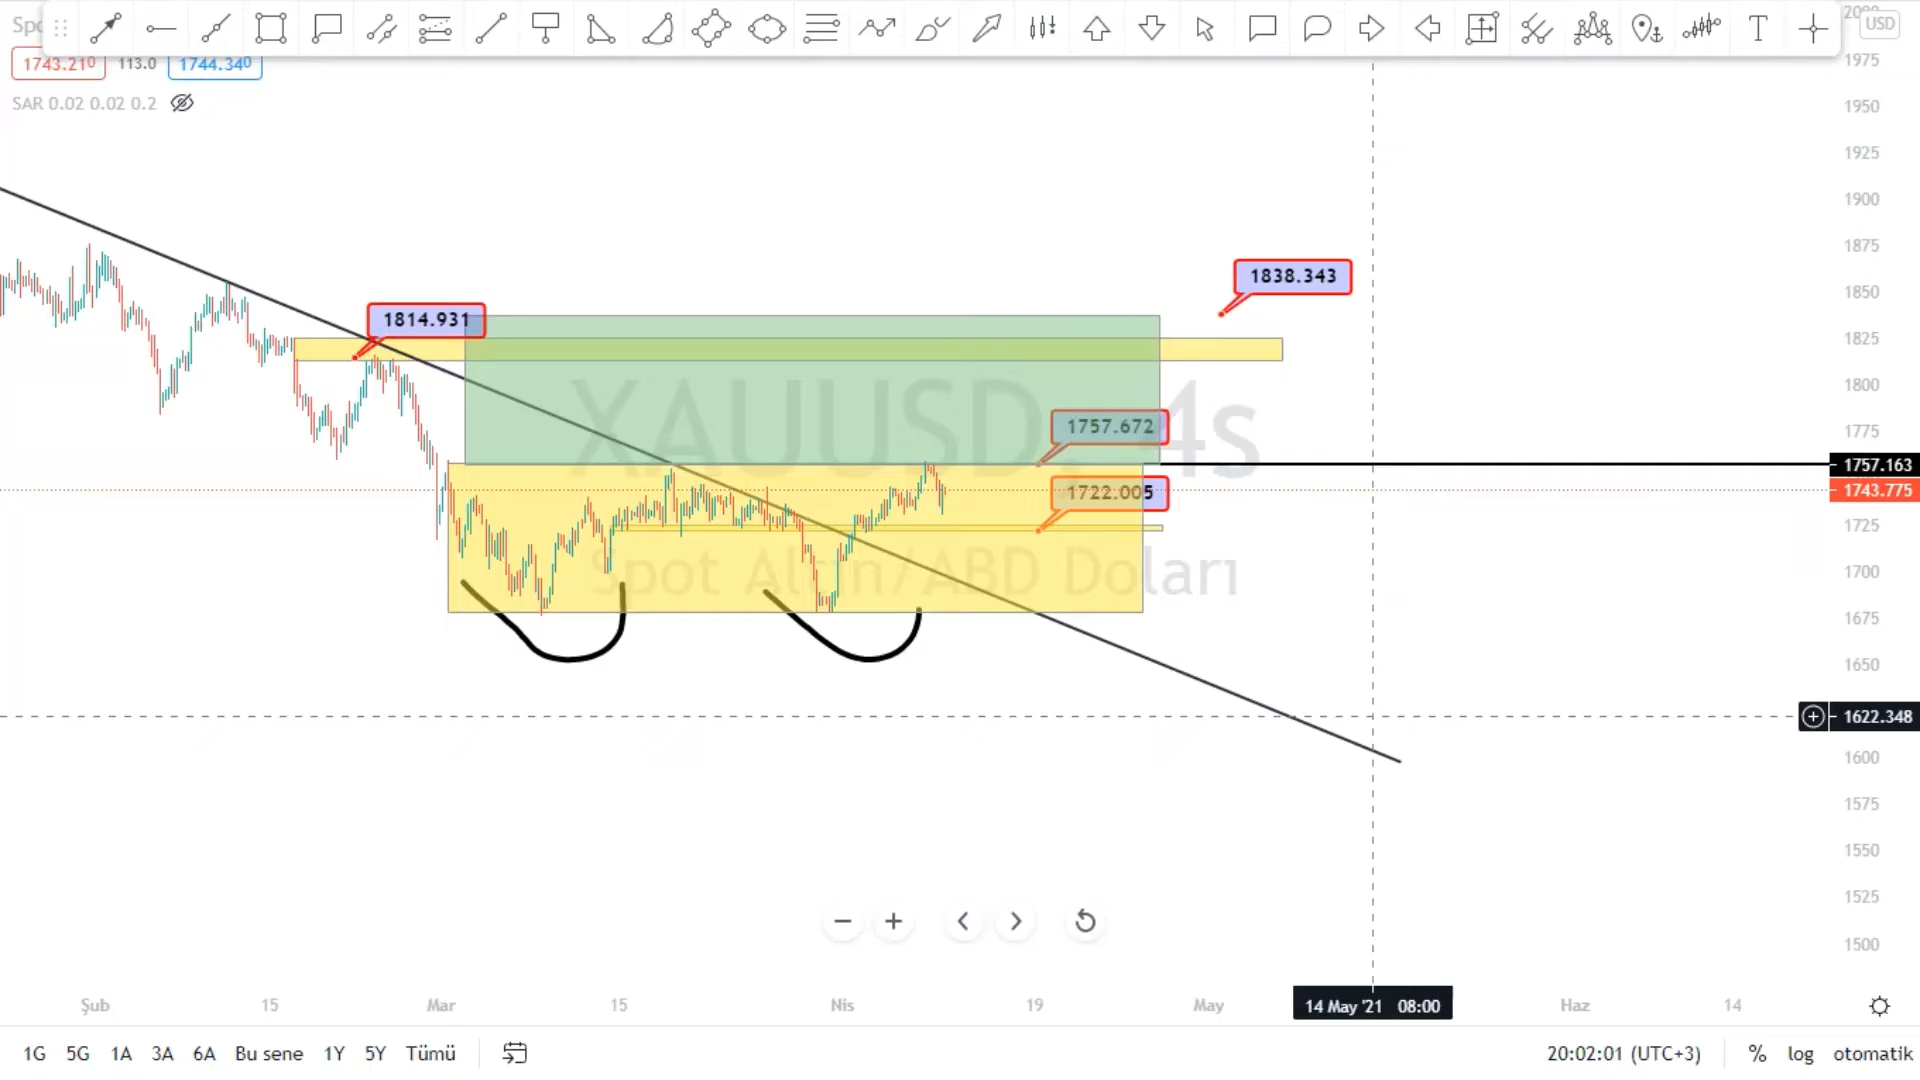 Spo
USD
1743.210 113.0 1744.340
SAR 0.02 0.02 0.2
1975
1950
1925
1900
1875
1850
1825
1800
1775
1757.163
1743.775
1725
1700
1675
1650
1622.348
1600
1575
1550
1525
1500
1838.343
1814.931
1757.672
1722.005
XAUUSD, 4s
Spot Altın/ABD Doları
Şub 15 Mar 15 Nis 19 May 14 May '21 08:00 Haz 14
1G 5G 1A 3A 6A Bu sene 1Y 5Y Tümü
20:02:01 (UTC+3) % log otomatik